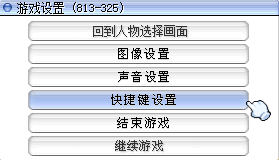 游戏设置 (813-325)
回到人物选择画面
图像设置
声音设置
快捷键设置
结束游戏
继续游戏